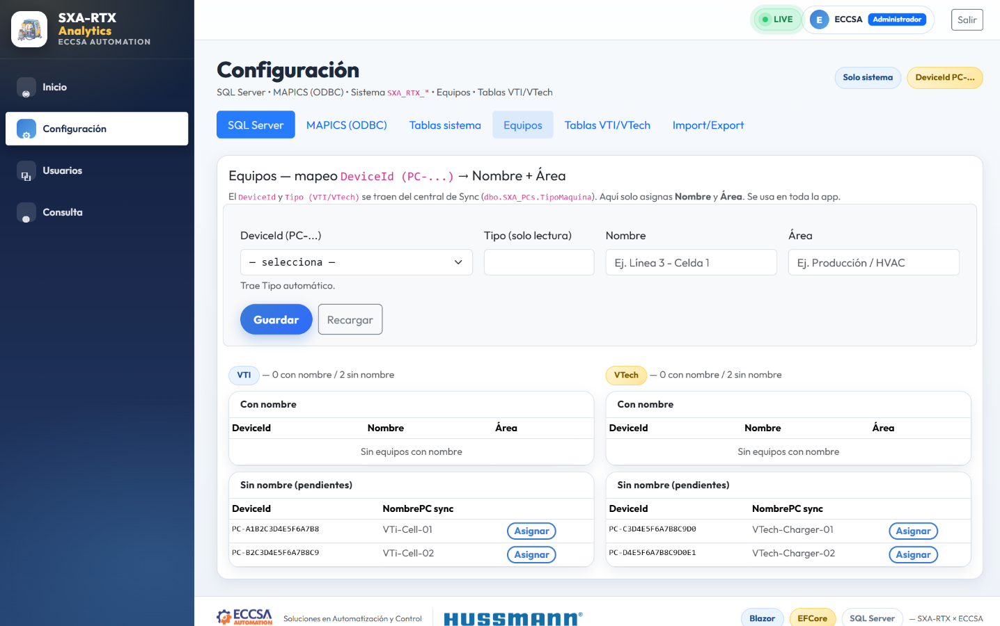 SXA-RTX
Analytics
ECCSA AUTOMATION
Inicio
Configuración
Usuarios
Consulta
LIVE
E ECCSA Administrador
Salir
Configuración
SQL Server • MAPICS (ODBC) • Sistema SXA_RTX_* • Equipos • Tablas VTI/VTech
Solo sistema
DeviceId PC-...
SQL Server MAPICS (ODBC) Tablas sistema Equipos Tablas VTI/VTech Import/Export
Equipos — mapeo DeviceId (PC-...) → Nombre + Área
El DeviceId y Tipo (VTI/VTech) se traen del central de Sync (dbo.SXA_PCs.TipoMaquina). Aquí solo asignas Nombre y Área. Se usa en toda la app.
DeviceId (PC-...) Tipo (solo lectura) Nombre Área
— selecciona — Ej. Línea 3 - Celda 1 Ej. Producción / HVAC
Trae Tipo automático.
Guardar Recargar
VTI — 0 con nombre / 2 sin nombre
Con nombre
DeviceId Nombre Área
Sin equipos con nombre
Sin nombre (pendientes)
DeviceId NombrePC sync
PC-A1B2C3D4E5F6A7B8 VTi-Cell-01 Asignar
PC-B2C3D4E5F6A7B8C9 VTi-Cell-02 Asignar
VTech — 0 con nombre / 2 sin nombre
Con nombre
DeviceId Nombre Área
Sin equipos con nombre
Sin nombre (pendientes)
DeviceId NombrePC sync
PC-C3D4E5F6A7B8C9D0 VTech-Charger-01 Asignar
PC-D4E5F6A7B8C9D0E1 VTech-Charger-02 Asignar
ECCSA
AUTOMATION
Soluciones en Automatización y Control
HUSSMANN®
Blazor EFCore SQL Server — SXA-RTX × ECCSA